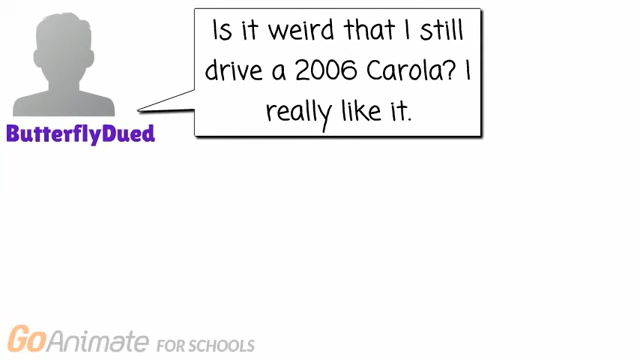 Is it weird that I still
drive a 2006 Carola? I
really like it.
ButterflyDued
GoAnimate FOR SCHOOLS